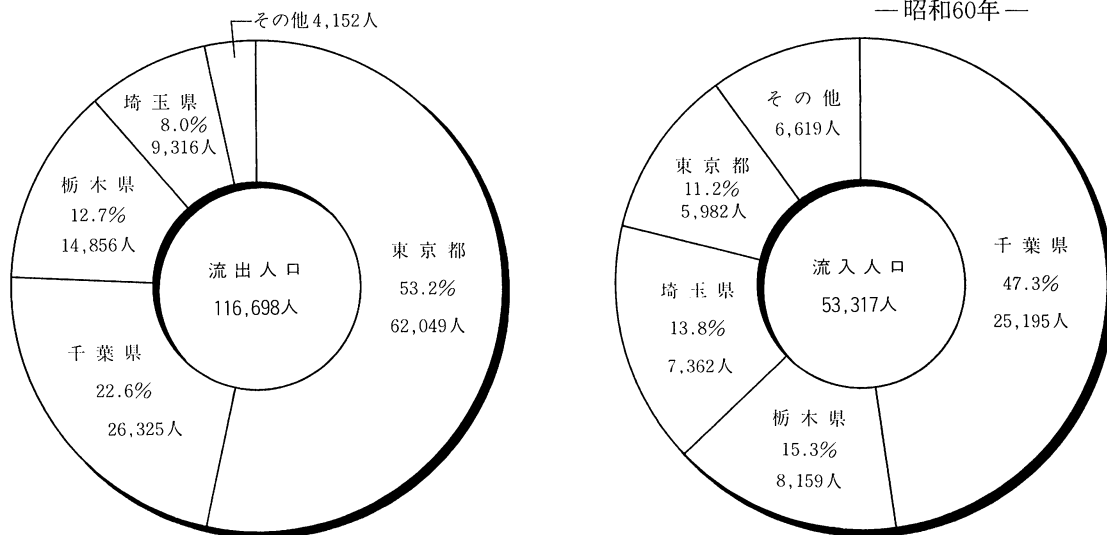 —昭和60年—
その他4,152人
埼玉県
8.0%
9,316人
栃木県
12.7%
14,856人
千葉県
22.6%
26,325人
東京都
53.2%
62,049人
流出人口
116,698人
その他
6,619人
東京都
11.2%
5,982人
埼玉県
13.8%
7,362人
栃木県
15.3%
8,159人
千葉県
47.3%
25,195人
流入人口
53,317人